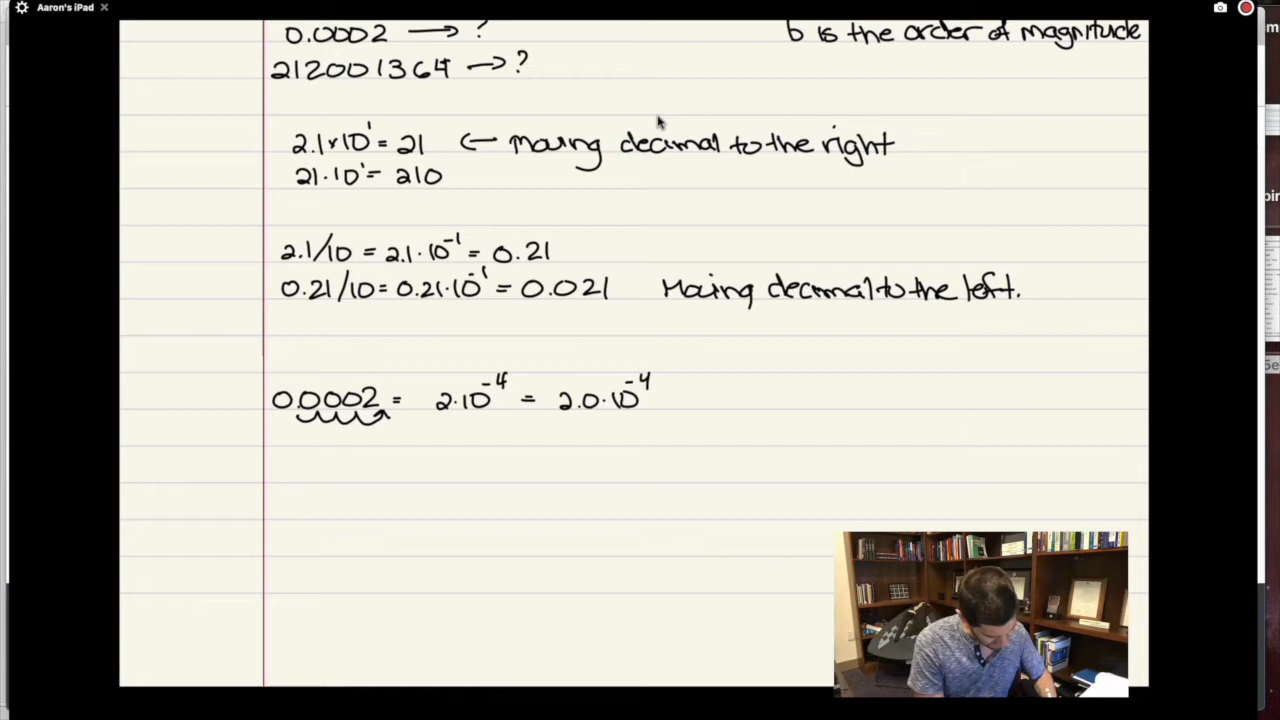 Aaron's iPad
0.0002 → ?
b is the order of magnitude
212001364 → ?
2.1×10¹ = 21 ← moving decimal to the right
21·10¹ = 210
2.1/10 = 2.1·10⁻¹ = 0.21
0.21/10 = 0.21·10⁻¹ = 0.021 Moving decimal to the left.
0.0002 = 2·10⁻⁴ = 2.0·10⁻⁴